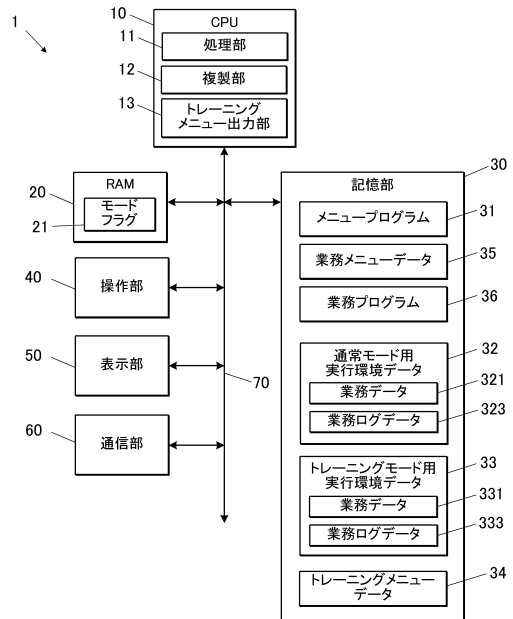 1
10
CPU
11
処理部
12
複製部
13
トレーニング
メニュー出力部
20
RAM
21
モード
フラグ
40
操作部
50
表示部
60
通信部
70
30
記憶部
メニュープログラム
31
業務メニューデータ
35
業務プログラム
36
通常モード用
実行環境データ
32
業務データ
321
業務ログデータ
323
トレーニングモード用
実行環境データ
33
業務データ
331
業務ログデータ
333
トレーニングメニュー
データ
34